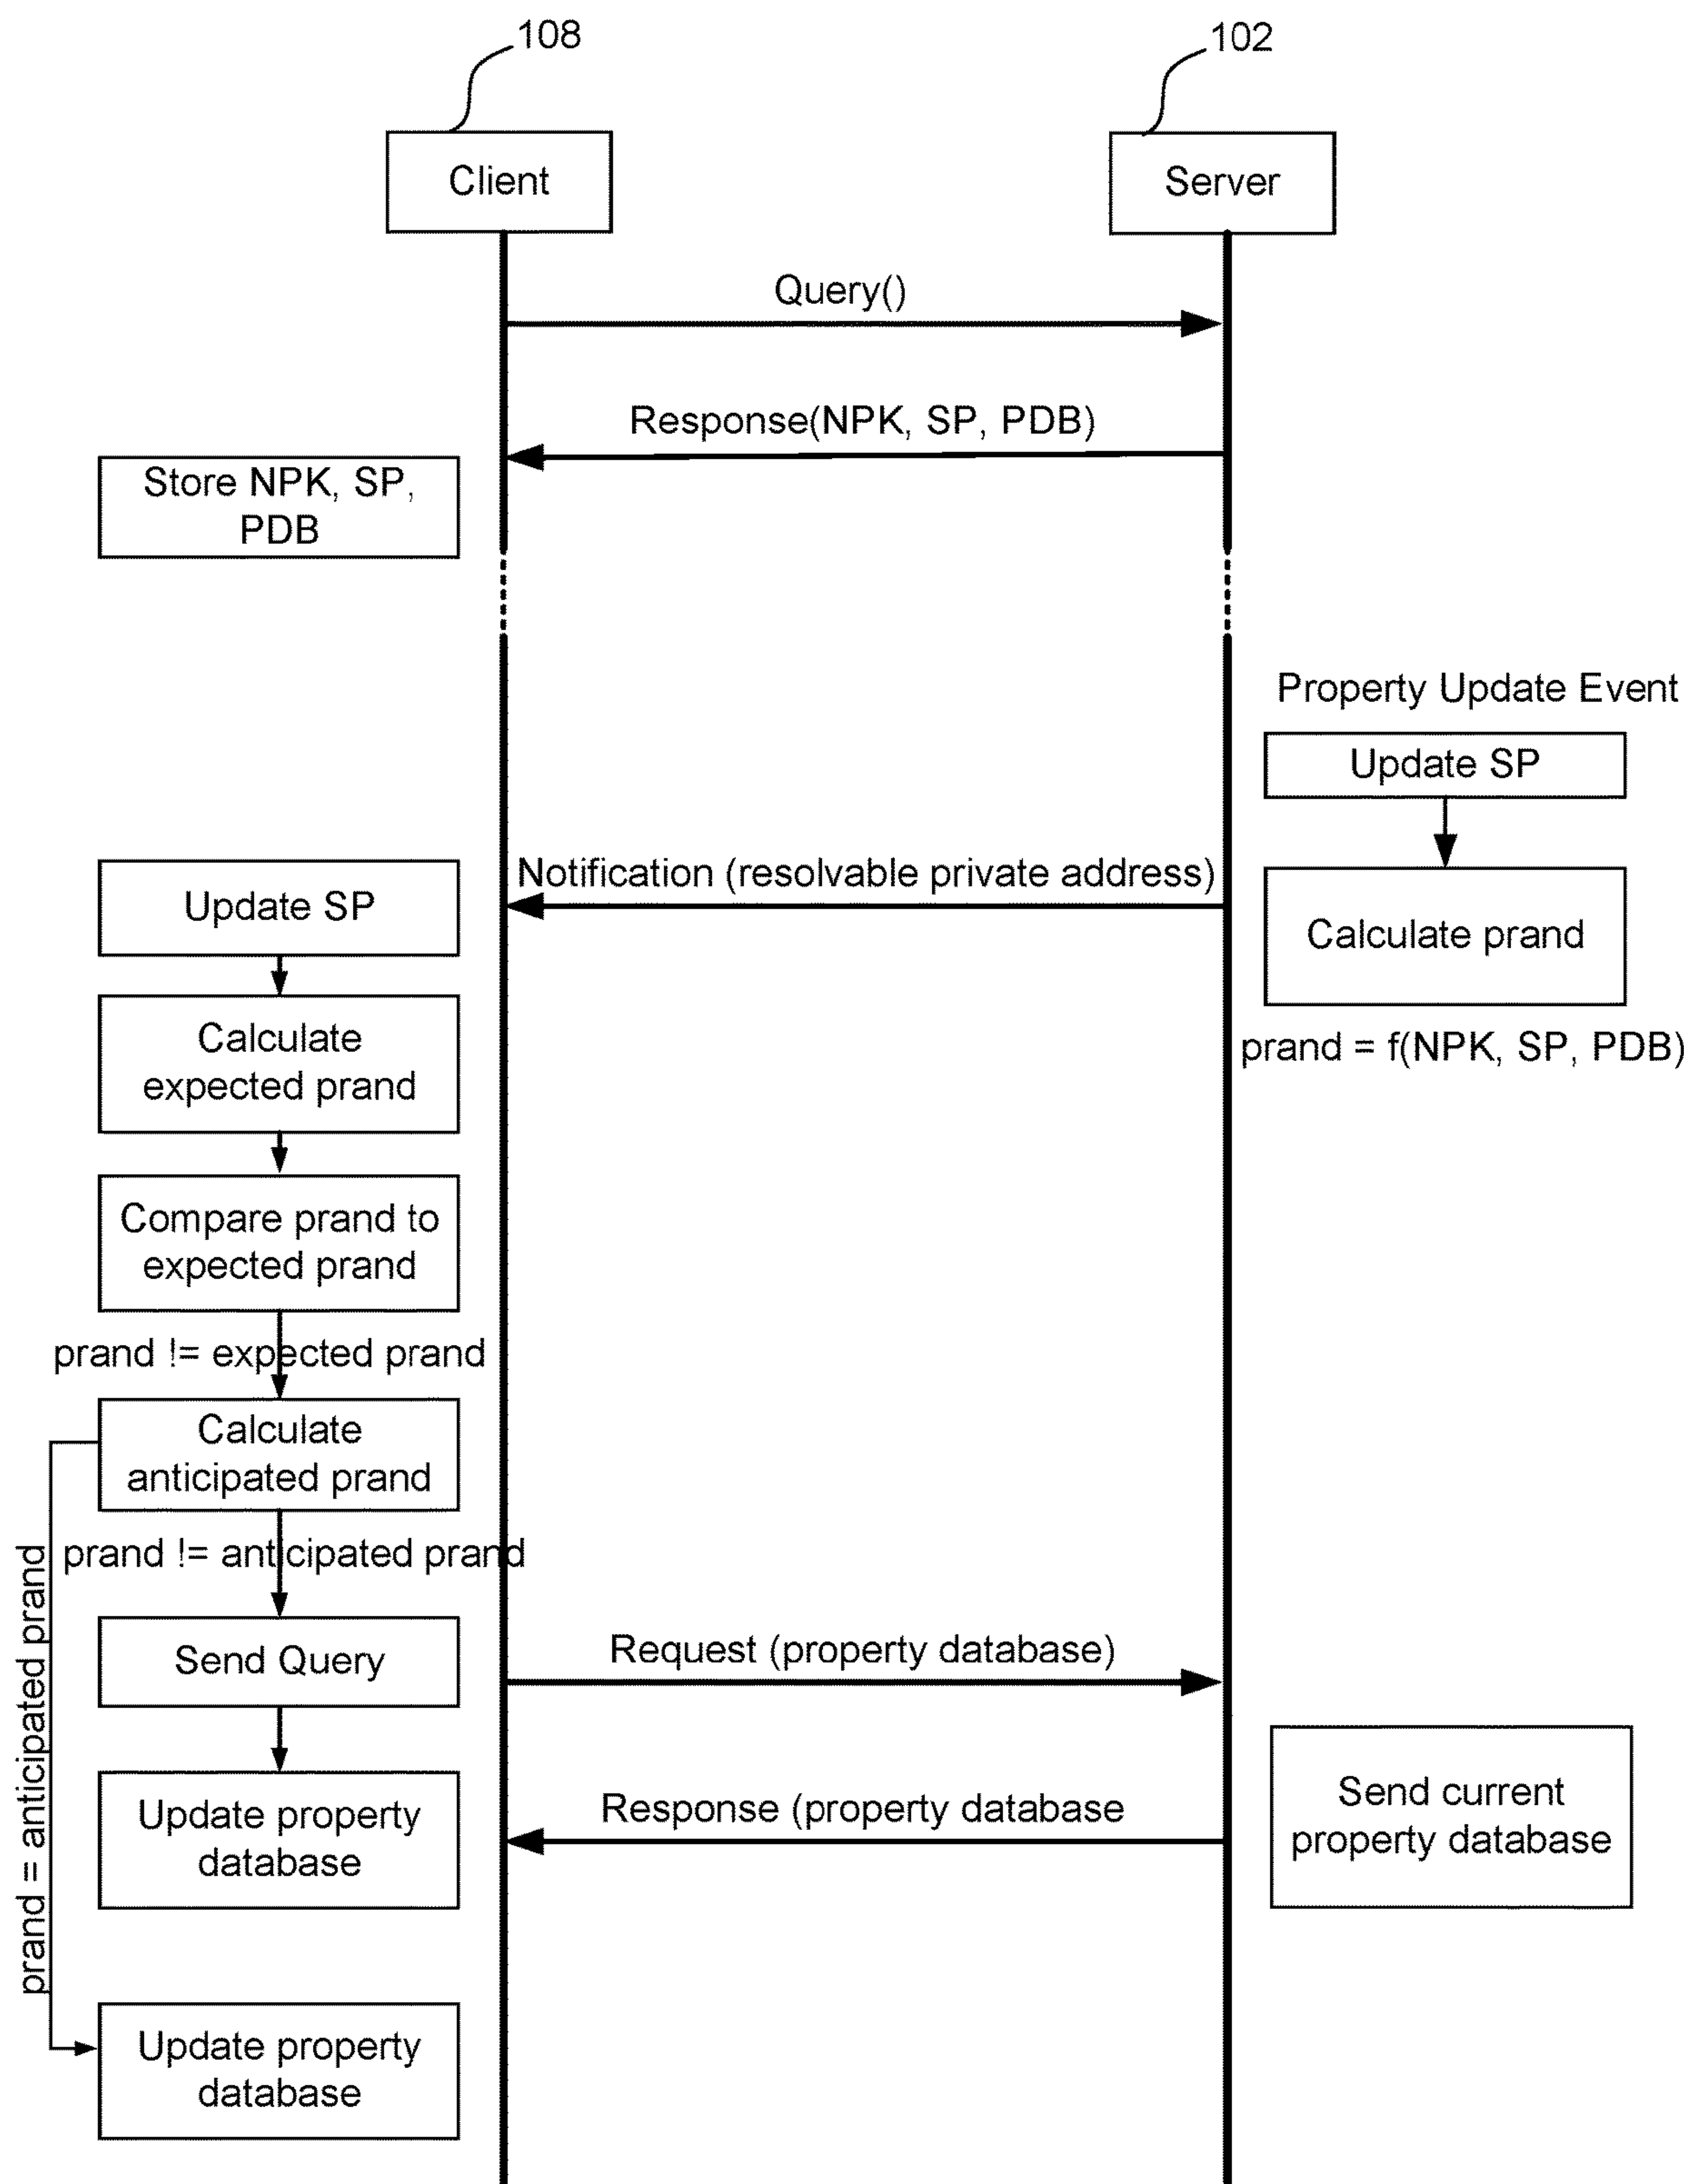 108
102
Client
Server
Query()
Response(NPK, SP, PDB)
Store NPK, SP,
PDB
Property Update Event
Update SP
Notification (resolvable private address)
Update SP
Calculate prand
Calculate
expected prand
prand = f(NPK, SP, PDB)
Compare prand to
expected prand
prand != expected prand
Calculate
anticipated prand
prand != anticipated prand
prand = anticipated prand
Send Query
Request (property database)
Update property
database
Response (property database
Send current
property database
Update property
database